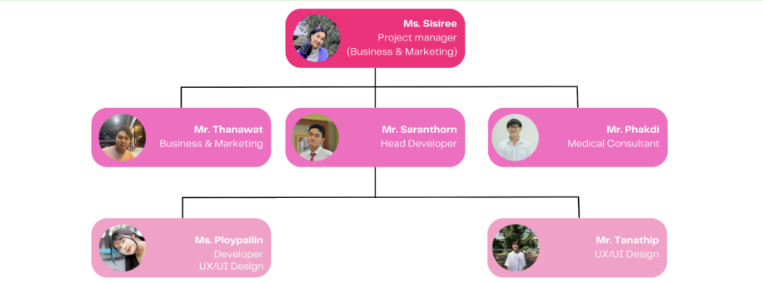 Ms. Sisiree
Project manager
(Business & Marketing)
Mr. Thanawat
Business & Marketing
Mr. Saranthorn
Head Developer
Mr. Phakdi
Medical Consultant
Ms. Ploypailin
Developer
UX/UI Design
Mr. Tanathip
UX/UI Design